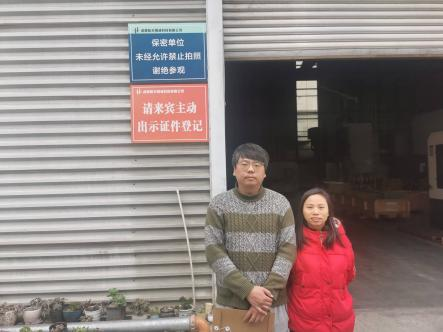 保密单位
未经允许禁止拍照
谢绝参观
请来宾主动
出示证件登记